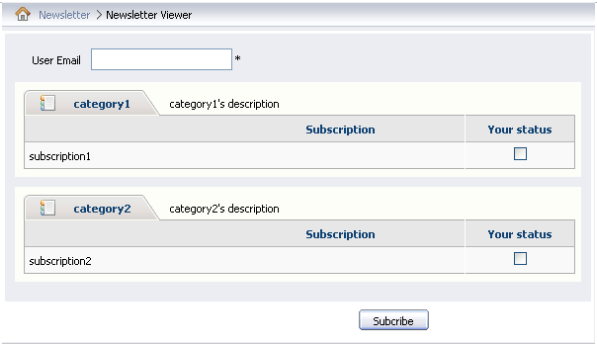 Newsletter > Newsletter Viewer
User Email *
category1 category1's description
Subscription Your status
subscription1
category2 category2's description
Subscription Your status
subscription2
Subcribe